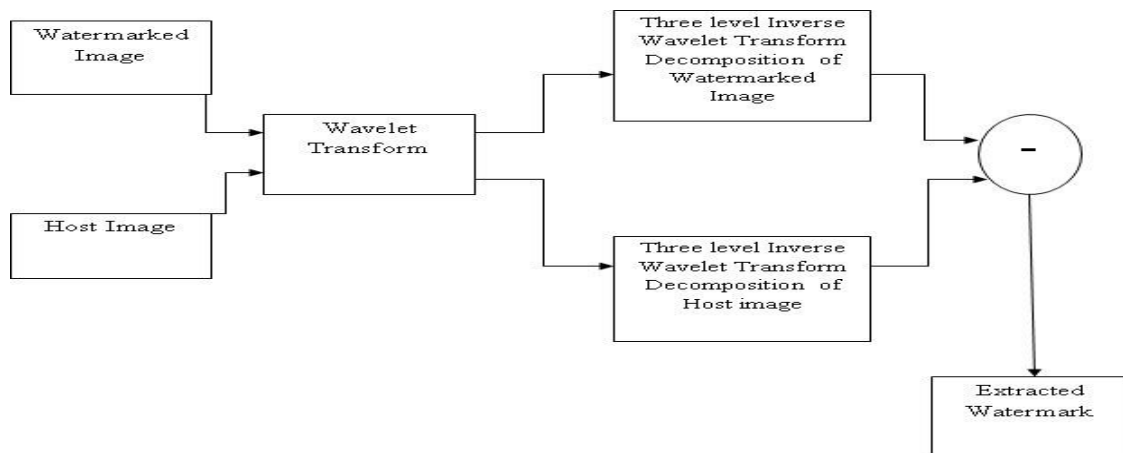 Watermarked
Image
Host Image
Wavelet
Transform
Three level Inverse
Wavelet Transform
Decomposition of
Watermarked
Image
Three level Inverse
Wavelet Transform
Decomposition of
Host image
-
Extracted
Watermark